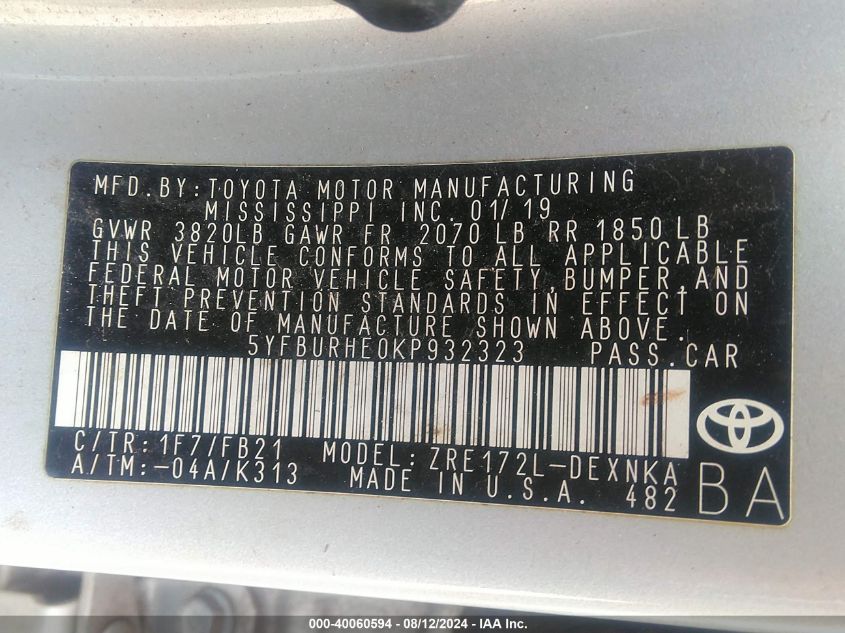 MFD.BY:TOYOTA MOTOR MANUFACTURING
MISSISSIPPI INC. 01/19
GVWR 3820LB GAWR FR 2070 LB RR 1850 LB
THIS VEHICLE CONFORMS TO ALL APPLICABLE
FEDERAL MOTOR VEHICLE SAFETY,BUMPER,AND
THEFT PREVENTION STANDARDS IN EFFECT ON
THE DATE OF MANUFACTURE SHOWN ABOVE.
5YFBURHE0KP932323 PASS.CAR
C/TR:1F7/FB21 MODEL:ZRE172L-DEXNKA
A/TM:-04A/K313 MADE IN U.S.A. 482
BA
000-40060594 - 08/12/2024 - Copyright © IAA Inc.